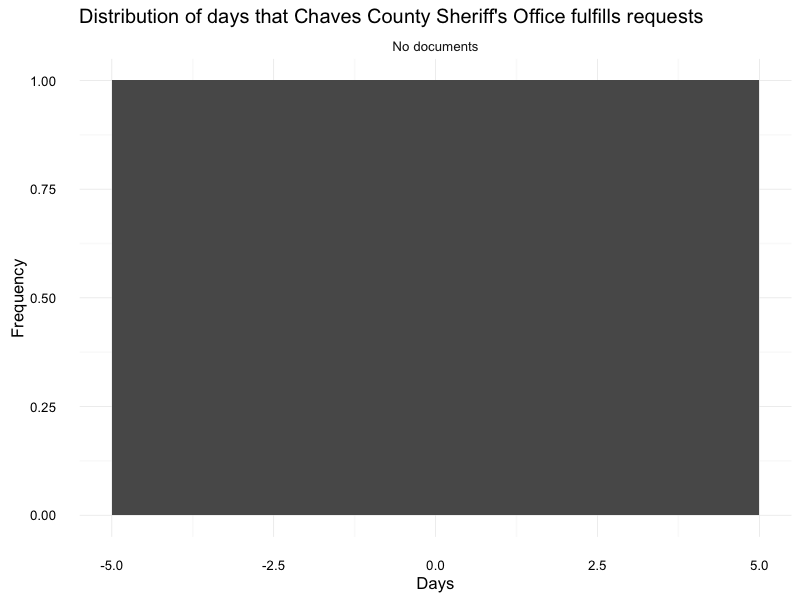 Distribution of days that Chaves County Sheriff's Office fulfills requests
No documents
1.00
0.75
0.50
0.25
0.00
Frequency
-5.0 -2.5 0.0 2.5 5.0
Days